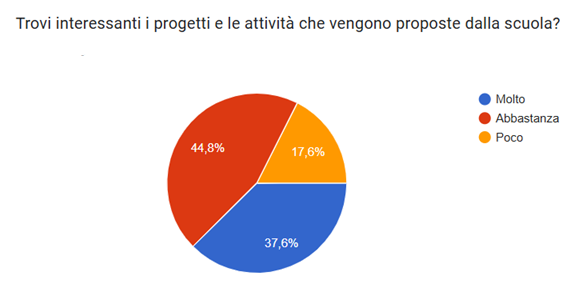 Trovi interessanti i progetti e le attività che vengono proposte dalla scuola?
Molto
Abbastanza
Poco
44,8%
17,6%
37,6%